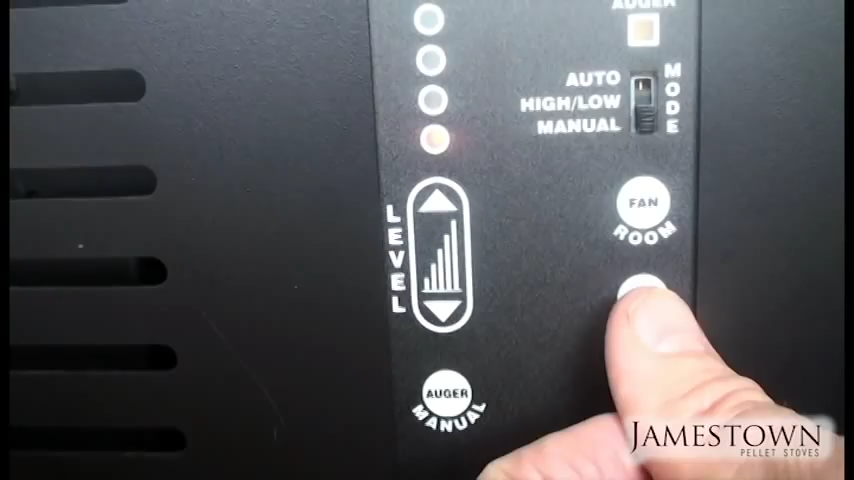 AUGER
AUTO
HIGH/LOW
MANUAL
MODE
FAN
ROOM
LEVEL
AUGER
MANUAL
JAMESTOWN
PELLET STOVES